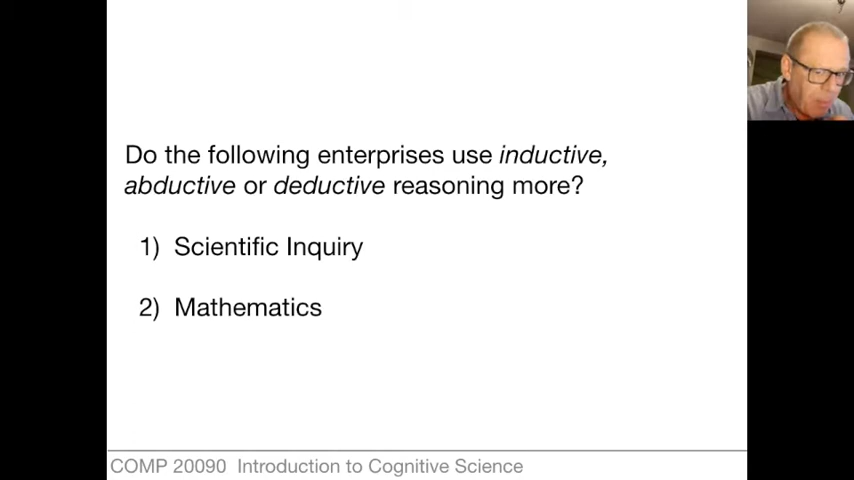 Do the following enterprises use inductive,
abductive or deductive reasoning more?
1) Scientific Inquiry
2) Mathematics
COMP 20090 Introduction to Cognitive Science